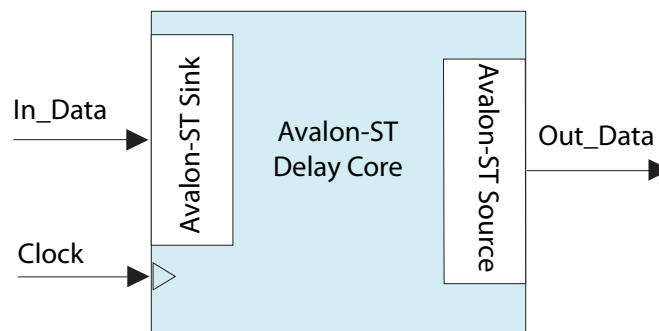 In_Data
Clock
Avalon-ST Sink
Avalon-ST
Delay Core
Avalon-ST Source
Out_Data